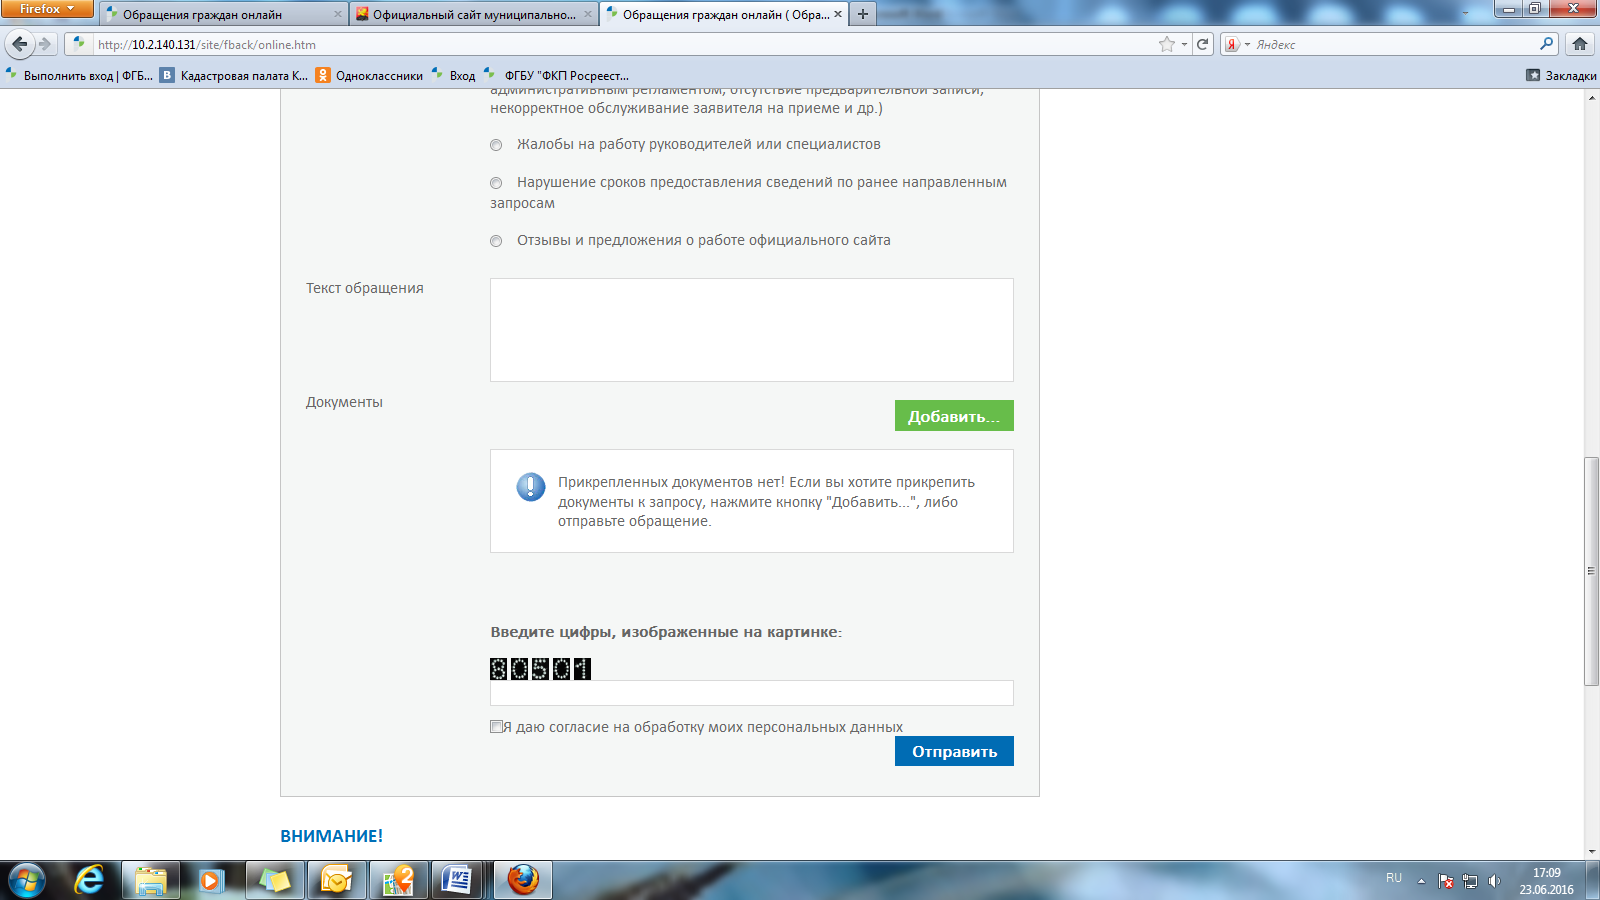 Firefox
Обращения граждан онлайн
Официальный сайт муниципально...
Обращения граждан онлайн ( Обра...
http://10.2.140.131/site/fback/online.htm
Яндекс
Выполнить вход | ФГБ...
Кадастровая палата К...
Одноклассники
Вход
ФГБУ "ФКП Росреест...
Закладки
административным регламентом, отсутствие предварительной записи,
некорректное обслуживание заявителя на приеме и др.)
Жалобы на работу руководителей или специалистов
Нарушение сроков предоставления сведений по ранее направленным
запросам
Отзывы и предложения о работе официального сайта
Текст обращения
Документы
Добавить...
Прикрепленных документов нет! Если вы хотите прикрепить
документы к запросу, нажмите кнопку "Добавить...", либо
отправьте обращение.
Введите цифры, изображенные на картинке:
80501
Я даю согласие на обработку моих персональных данных
Отправить
ВНИМАНИЕ!
RU
17:09
23.06.2016